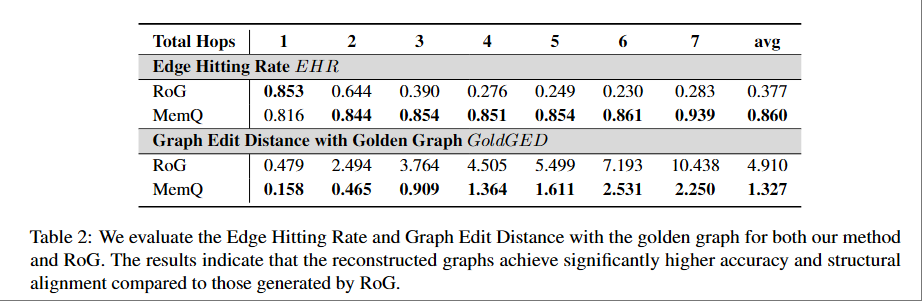 Total Hops 1 2 3 4 5 6 7 avg
Edge Hitting Rate EHR
RoG 0.853 0.644 0.390 0.276 0.249 0.230 0.283 0.377
MemQ 0.816 0.844 0.854 0.851 0.854 0.861 0.939 0.860
Graph Edit Distance with Golden Graph GoldGED
RoG 0.479 2.494 3.764 4.505 5.499 7.193 10.438 4.910
MemQ 0.158 0.465 0.909 1.364 1.611 2.531 2.250 1.327
Table 2: We evaluate the Edge Hitting Rate and Graph Edit Distance with the golden graph for both our method
and RoG. The results indicate that the reconstructed graphs achieve significantly higher accuracy and structural
alignment compared to those generated by RoG.